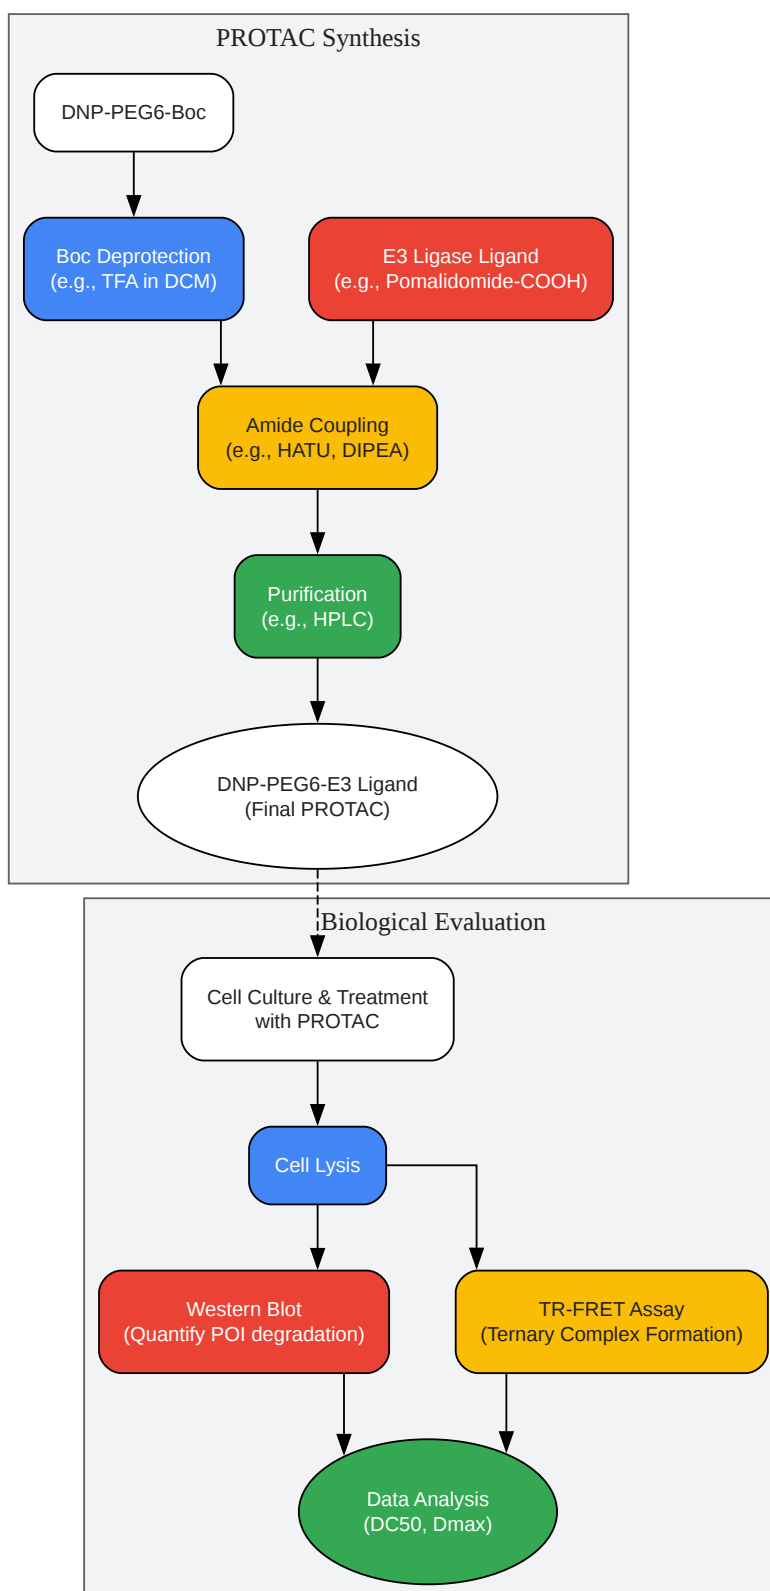 PROTAC Synthesis
DNP-PEG6-Boc
Boc Deprotection
(e.g., TFA in DCM)
E3 Ligase Ligand
(e.g., Pomalidomide-COOH)
Amide Coupling
(e.g., HATU, DIPEA)
Purification
(e.g., HPLC)
DNP-PEG6-E3 Ligand
(Final PROTAC)
Biological Evaluation
Cell Culture & Treatment
with PROTAC
Cell Lysis
Western Blot
(Quantify POI degradation)
TR-FRET Assay
(Ternary Complex Formation)
Data Analysis
(DC50, Dmax)